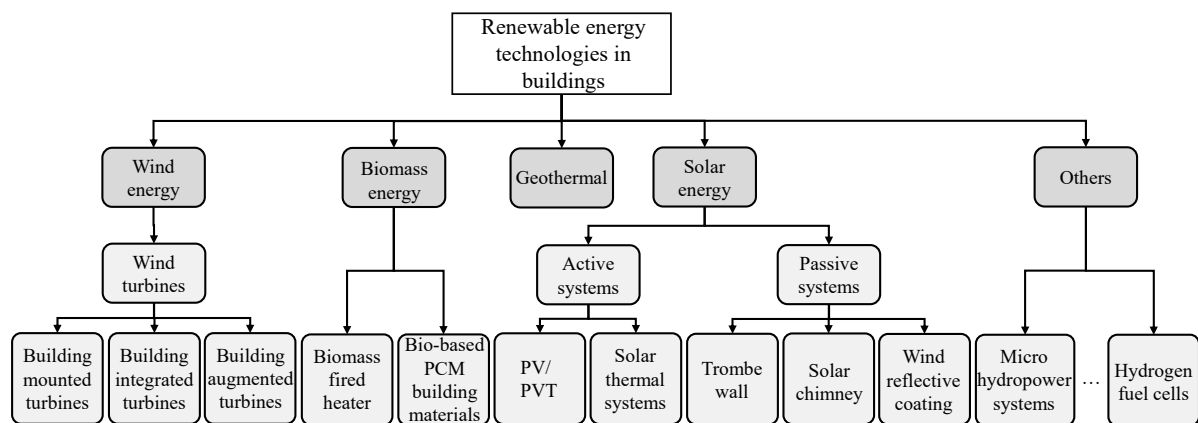 Renewable energy
technologies in
buildings
Wind
energy
Biomass
energy
Geothermal
Solar
energy
Others
Wind
turbines
Active
systems
Passive
systems
Building
mounted
turbines
Building
integrated
turbines
Building
augmented
turbines
Biomass
fired
heater
Bio-based
PCM
building
materials
PV/
PVT
Solar
thermal
systems
Trombe
wall
Solar
chimney
Wind
reflective
coating
Micro
hydropower
systems
...
Hydrogen
fuel cells